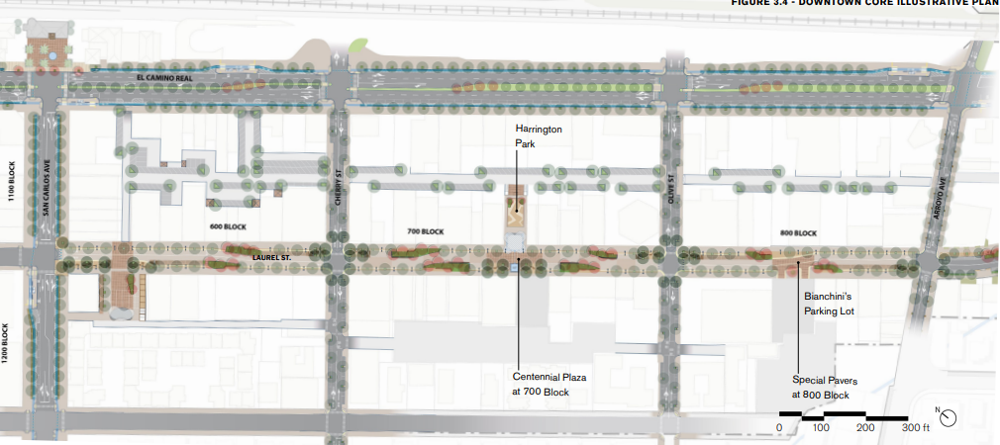 FIGURE 3.4 - DOWNTOWN CORE ILLUSTRATIVE PLAN
EL CAMINO REAL
Harrington
Park
1100 BLOCK
SAN CARLOS AVE
CHERRY ST
OLIVE ST
ARROYO AVE
600 BLOCK
700 BLOCK
800 BLOCK
LAUREL ST.
Bianchini's
Parking Lot
1200 BLOCK
Centennial Plaza
at 700 Block
Special Pavers
at 800 Block
N
0 100 200 300 ft